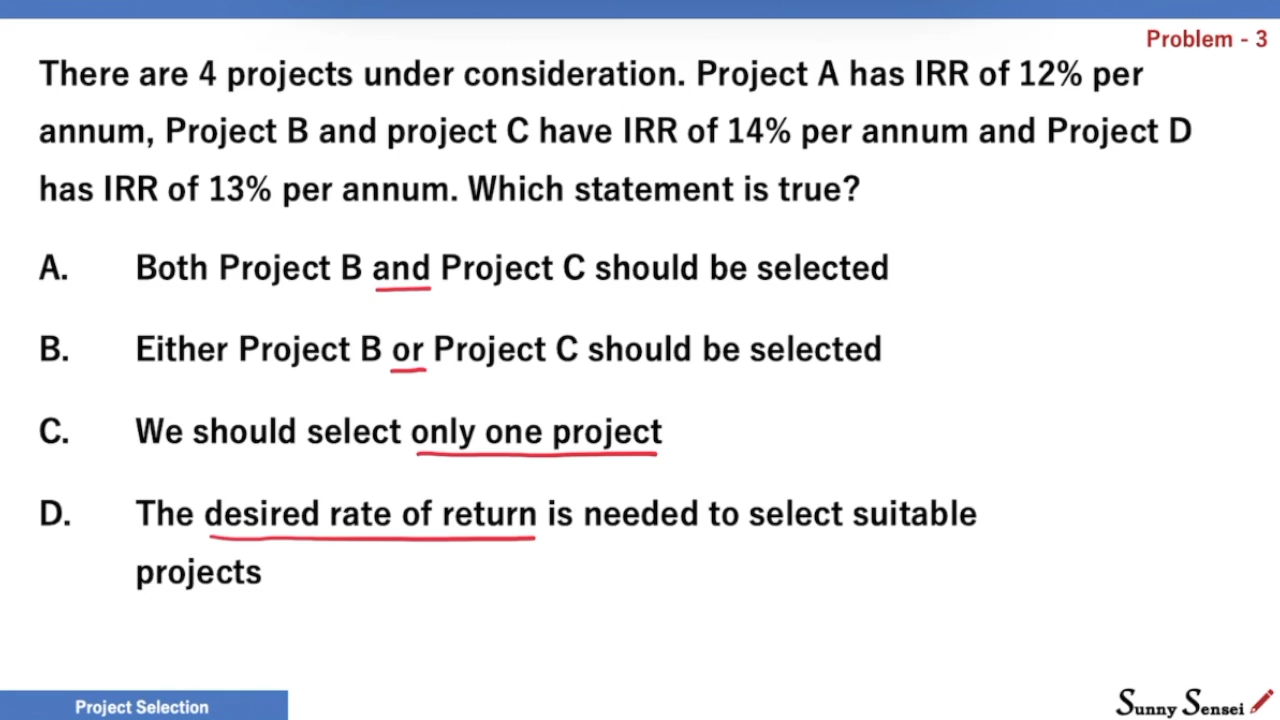 Problem - 3
There are 4 projects under consideration. Project A has IRR of 12% per
annum, Project B and project C have IRR of 14% per annum and Project D
has IRR of 13% per annum. Which statement is true?
A. Both Project B and Project C should be selected
B. Either Project B or Project C should be selected
C. We should select only one project
D. The desired rate of return is needed to select suitable
projects
Project Selection
Sunny Sensei